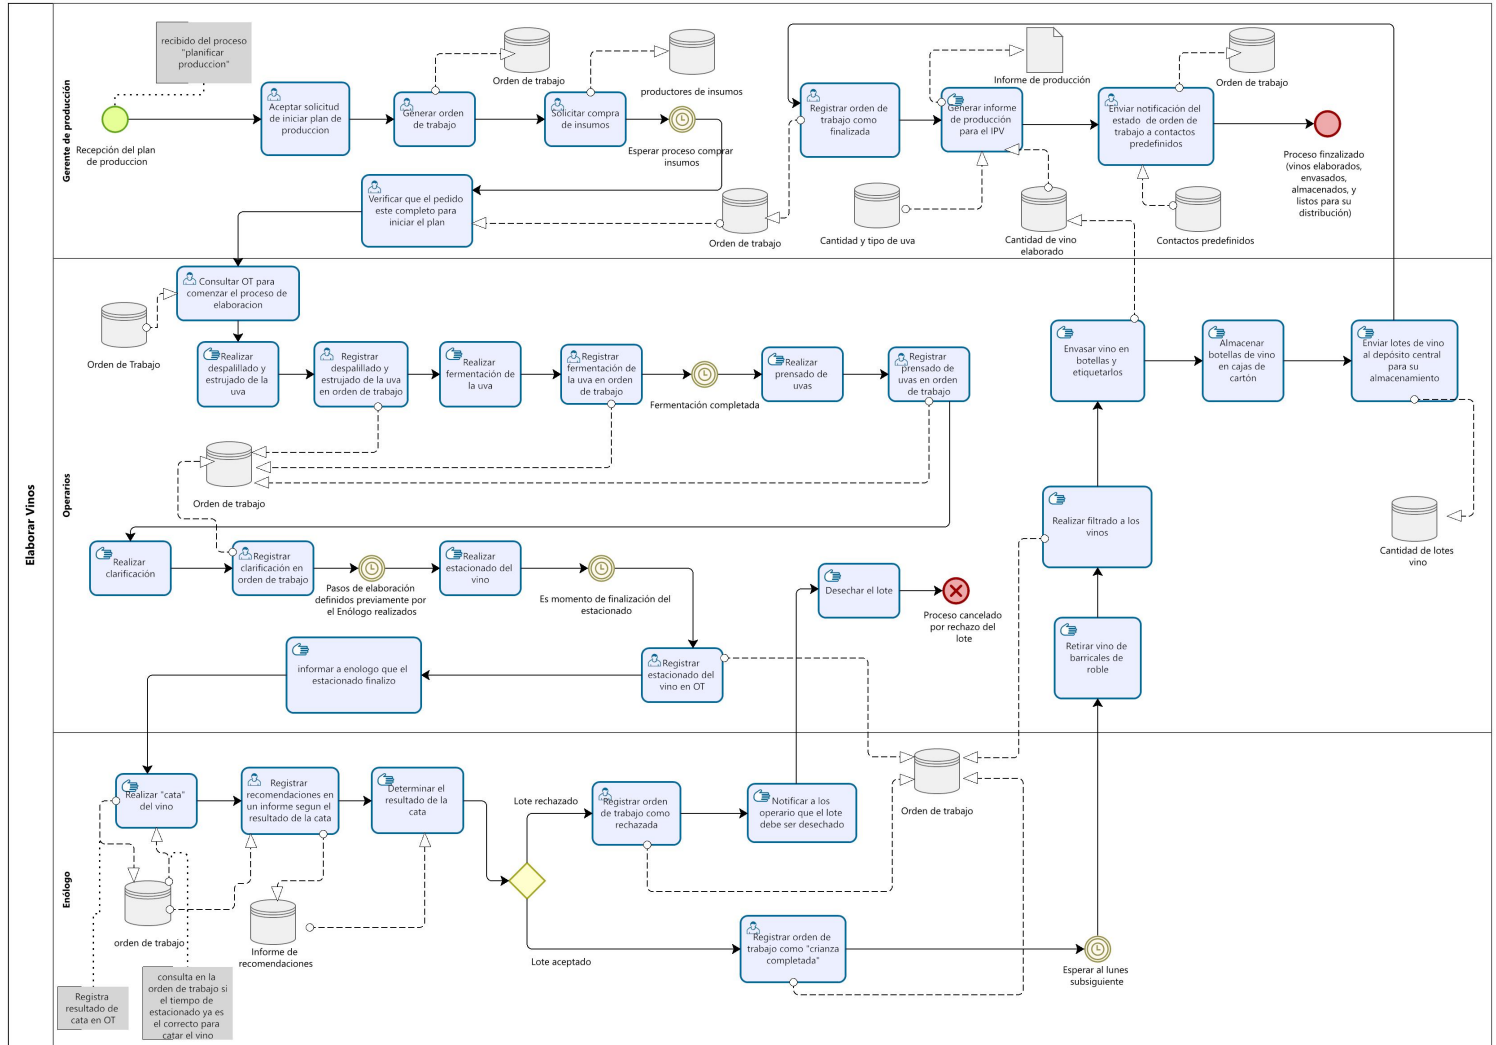 Elaborar Vinos
Gerente de producción
recibido del proceso
"planificar
produccion"
Recepción del plan
de produccion
Aceptar solicitud
de iniciar plan de
produccion
Generar orden
de trabajo
Orden de trabajo
Solicitar compra
de insumos
productores de insumos
Esperar proceso comprar
insumos
Verificar que el pedido
este completo para
iniciar el plan
Orden de trabajo
Registrar orden de
trabajo como
finalizada
Generar informe
de producción
para el IPV
Informe de producción
Enviar notificación del
estado  de orden de
trabajo a contactos
predefinidos
Orden de trabajo
Proceso finzalizado
(vinos elaborados,
envasados,
almacenados, y
listos para su
distribución)
Cantidad y tipo de uva
Cantidad de vino
elaborado
Contactos predefinidos
Operarios
Consultar OT para
comenzar el proceso de
elaboracion
Orden de Trabajo
Realizar
despalillado y
estrujado de la
uva
Registrar
despalillado y
estrujado de la uva
en orden de trabajo
Realizar
fermentación de
la uva
Registrar
fermentación de
la uva en orden
de trabajo
Fermentación completada
Realizar
prensado de
uvas
Registrar
prensado de
uvas en orden
de trabajo
Envasar vino en
botellas y
etiquetarlos
Almacenar
botellas de vino
en cajas de
cartón
Enviar lotes de vino
al depósito central
para su
almacenamiento
Orden de trabajo
Realizar filtrado a los
vinos
Cantidad de lotes
vino
Realizar
clarificación
Registrar
clarificación en
orden de trabajo
Pasos de elaboración
definidos previamente por
el Enólogo realizados
Realizar
estacionado del
vino
Es momento de finalización del
estacionado
Desechar el lote
Proceso cancelado
por rechazo del
lote
Retirar vino de
barricales de
roble
informar a enologo que el
estacionado finalizo
Registrar
estacionado del
vino en OT
Enólogo
Realizar "cata"
del vino
Registrar
recomendaciones en
un informe segun el
resultado de la cata
Determinar el
resultado de la
cata
Lote rechazado
Registrar orden
de trabajo como
rechazada
Notificar a los
operario que el lote
debe ser desechado
Orden de trabajo
orden de trabajo
Informe de
recomendaciones
Lote aceptado
Registrar orden de
trabajo como "crianza
completada"
Esperar al lunes
subsiguiente
Registra
resultado de
cata en OT
consulta en la
orden de trabajo si
el tiempo de
estacionado ya es
el correcto para
catar el vino